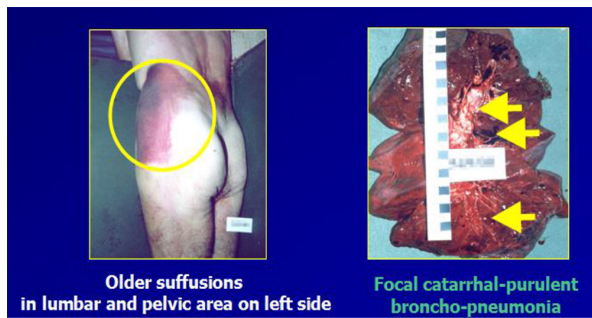 Older suffusions
in lumbar and pelvic area on left side
Focal catarrhal-purulent
broncho-pneumonia